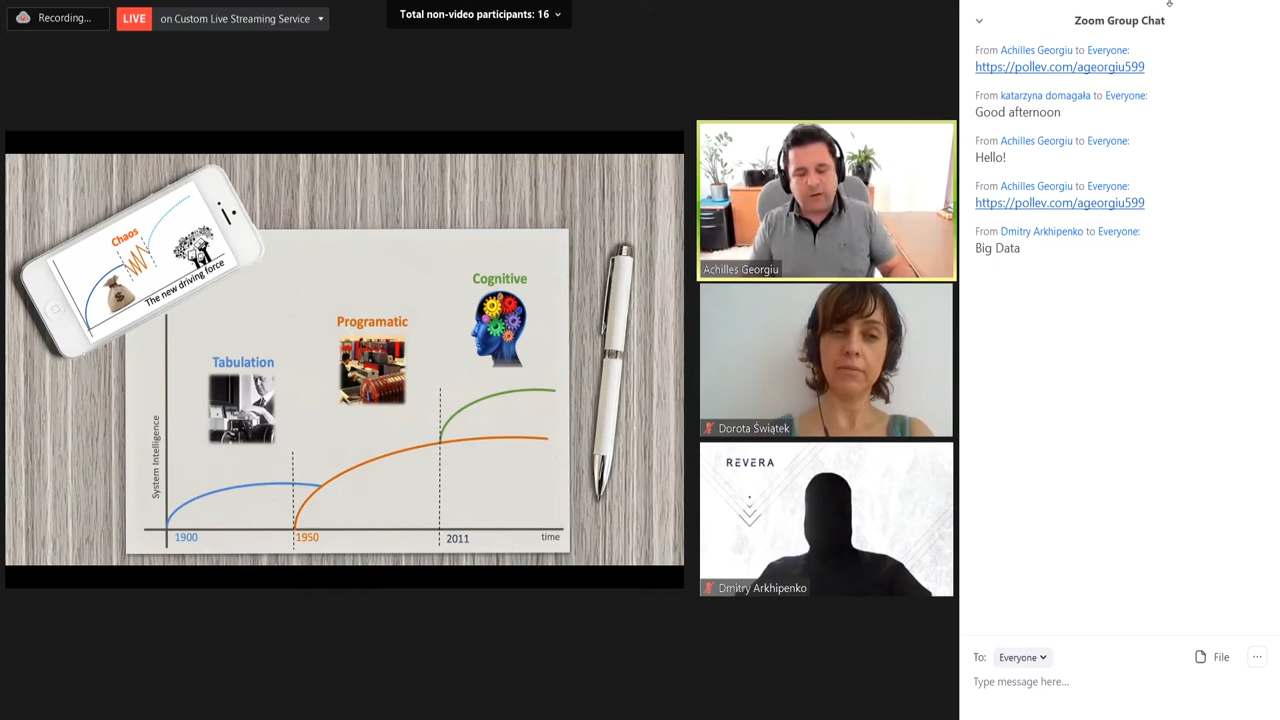 Recording...
LIVE
on Custom Live Streaming Service
Total non-video participants: 16
Chaos
$
The new driving force
Cognitive
Programatic
Tabulation
System Intelligence
1900
1950
2011
time
Achilles Georgiu
Dorota Świątek
REVERA
Dmitry Arkhipenko
Zoom Group Chat
From Achilles Georgiu to Everyone:
https://pollev.com/ageorgiu599
From katarzyna domagała to Everyone:
Good afternoon
From Achilles Georgiu to Everyone:
Hello!
From Achilles Georgiu to Everyone:
https://pollev.com/ageorgiu599
From Dmitry Arkhipenko to Everyone:
Big Data
To: Everyone
File
Type message here...